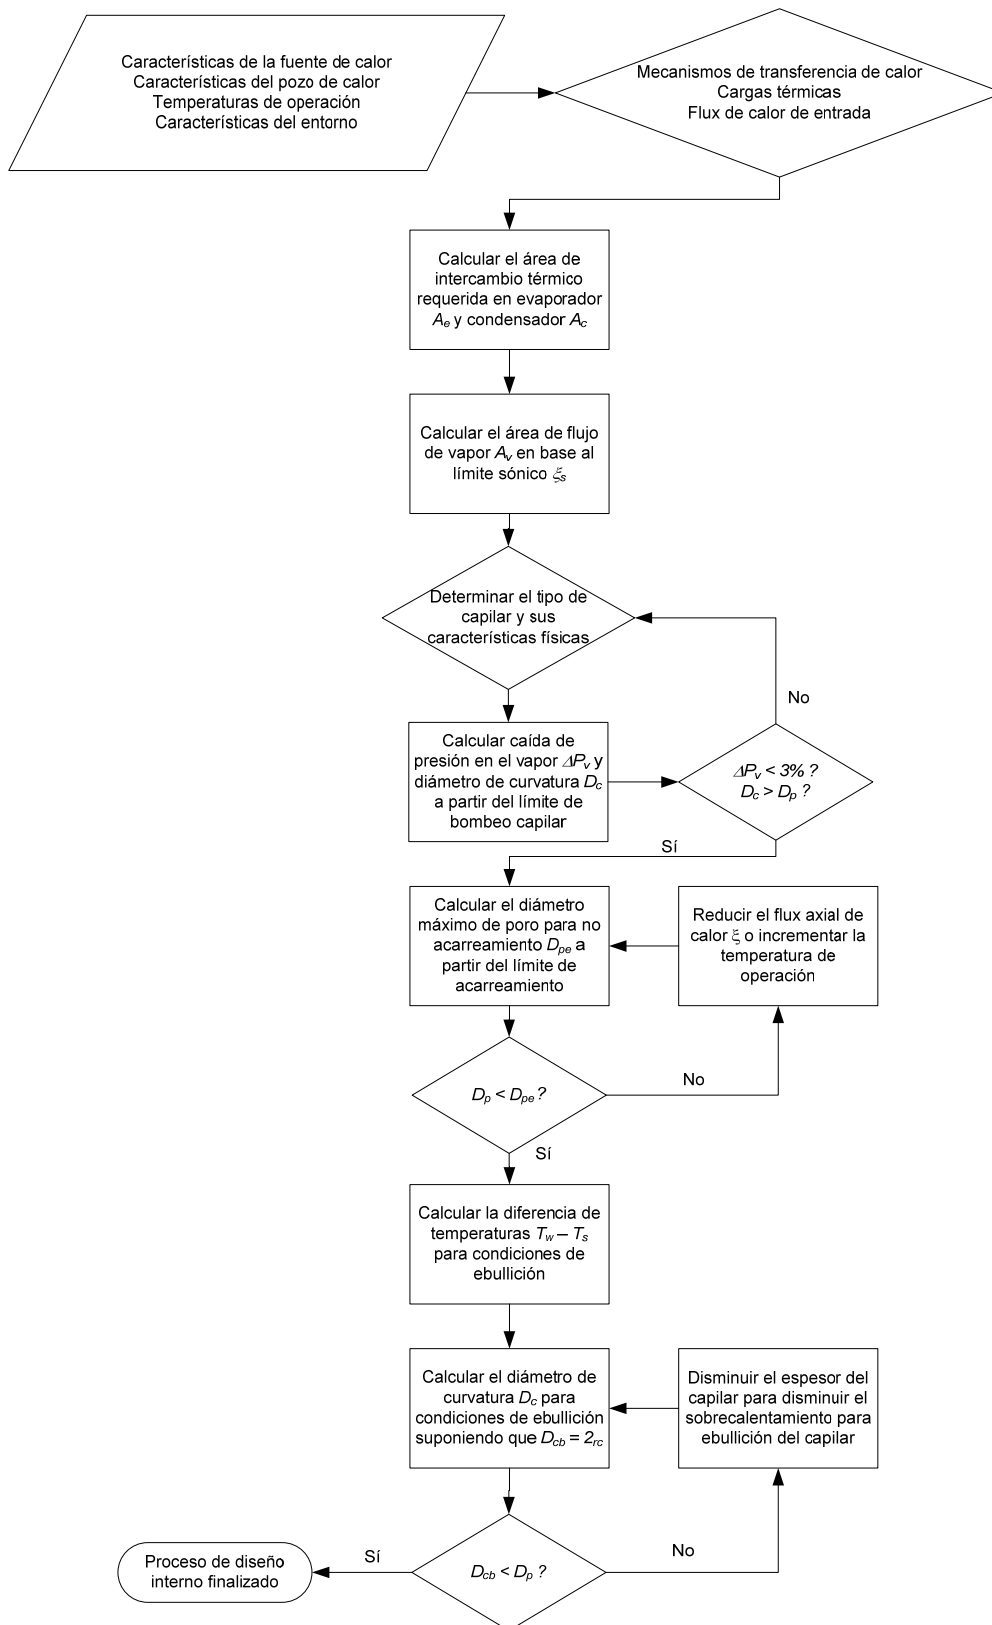 Características de la fuente de calor
Características del pozo de calor
Temperaturas de operación
Características del entorno
Mecanismos de transferencia de calor
Cargas térmicas
Flux de calor de entrada
Calcular el área de
intercambio térmico
requerida en evaporador
Ae y condensador Ac
Calcular el área de flujo
de vapor Av en base al
límite sónico ξs
Determinar el tipo de
capilar y sus
características físicas
No
Calcular caída de
presión en el vapor ΔPv y
diámetro de curvatura Dc
a partir del límite de
bombeo capilar
ΔPv < 3% ?
Dc > Dp ?
Sí
Calcular el diámetro
máximo de poro para no
acarreamiento Dpe a
partir del límite de
acarreamiento
Reducir el flux axial de
calor ξ o incrementar la
temperatura de
operación
Dp < Dpe ?
No
Sí
Calcular la diferencia de
temperaturas Tw – Ts
para condiciones de
ebullición
Calcular el diámetro de
curvatura Dc para
condiciones de ebullición
suponiendo que Dcb = 2rc
Disminuir el espesor del
capilar para disminuir el
sobrecalentamiento para
ebullición del capilar
Proceso de diseño
interno finalizado
Sí
Dcb < Dp ?
No